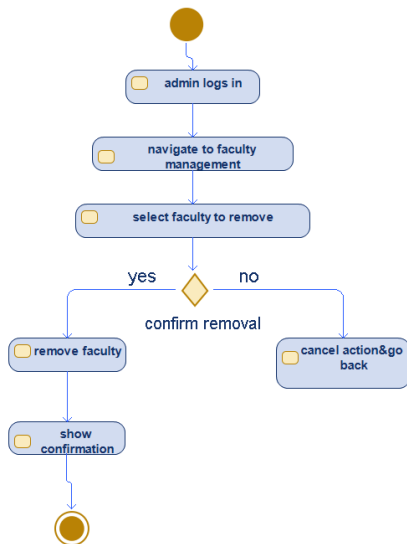 admin logs in
navigate to faculty
management
select faculty to remove
yes
no
confirm removal
remove faculty
cancel action&go
back
show
confirmation